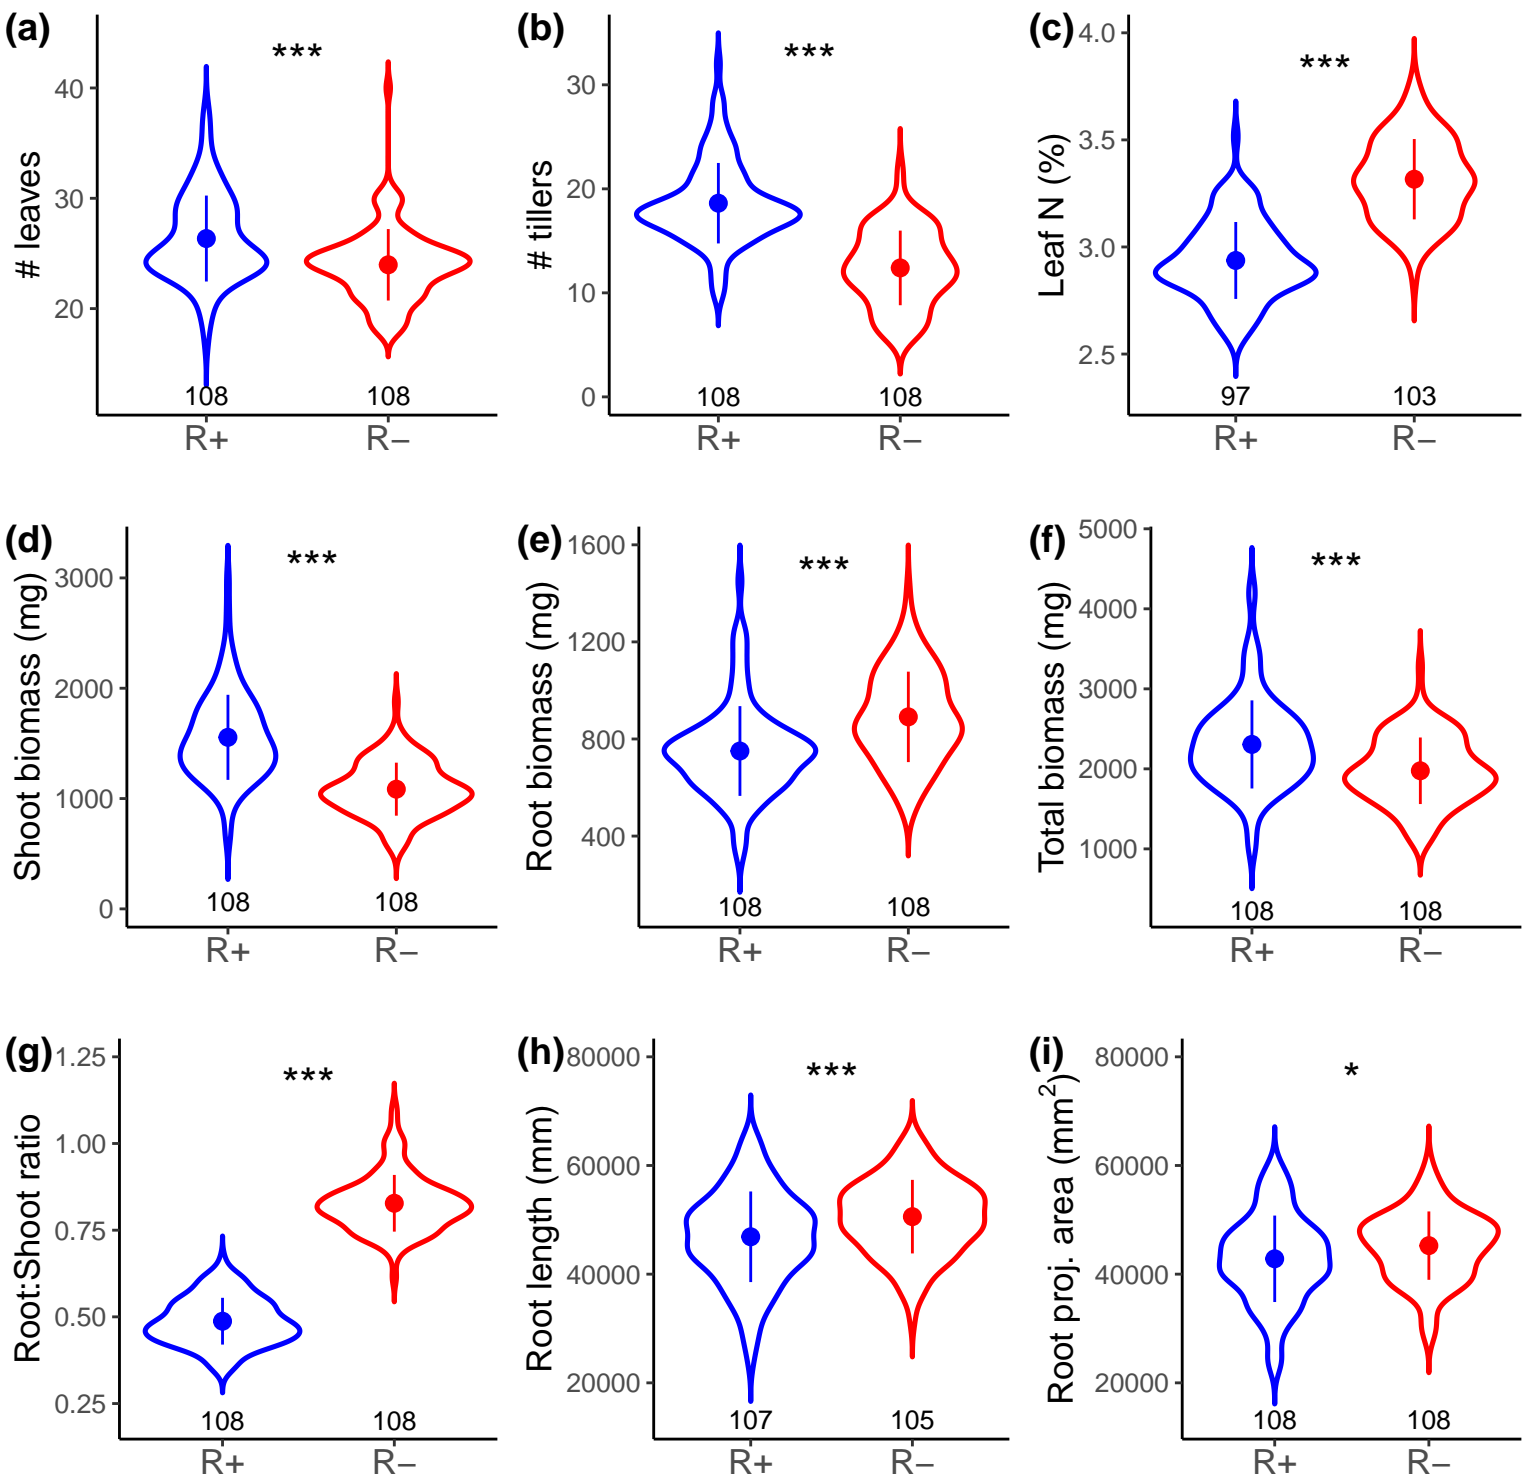 (a)
***
# leaves
40
30
20
108
108
R+
R−
(b)
***
# tillers
30
20
10
0
108
108
R+
R−
(c)
***
Leaf N (%)
4.0
3.5
3.0
2.5
97
103
R+
R−
(d)
***
Shoot biomass (mg)
3000
2000
1000
0
108
108
R+
R−
(e)
***
Root biomass (mg)
1600
1200
800
400
108
108
R+
R−
(f)
***
Total biomass (mg)
5000
4000
3000
2000
1000
108
108
R+
R−
(g)
***
Root:Shoot ratio
1.25
1.00
0.75
0.50
0.25
108
108
R+
R−
(h)
***
Root length (mm)
80000
60000
40000
20000
107
105
R+
R−
(i)
*
Root proj. area (mm²)
80000
60000
40000
20000
108
108
R+
R−